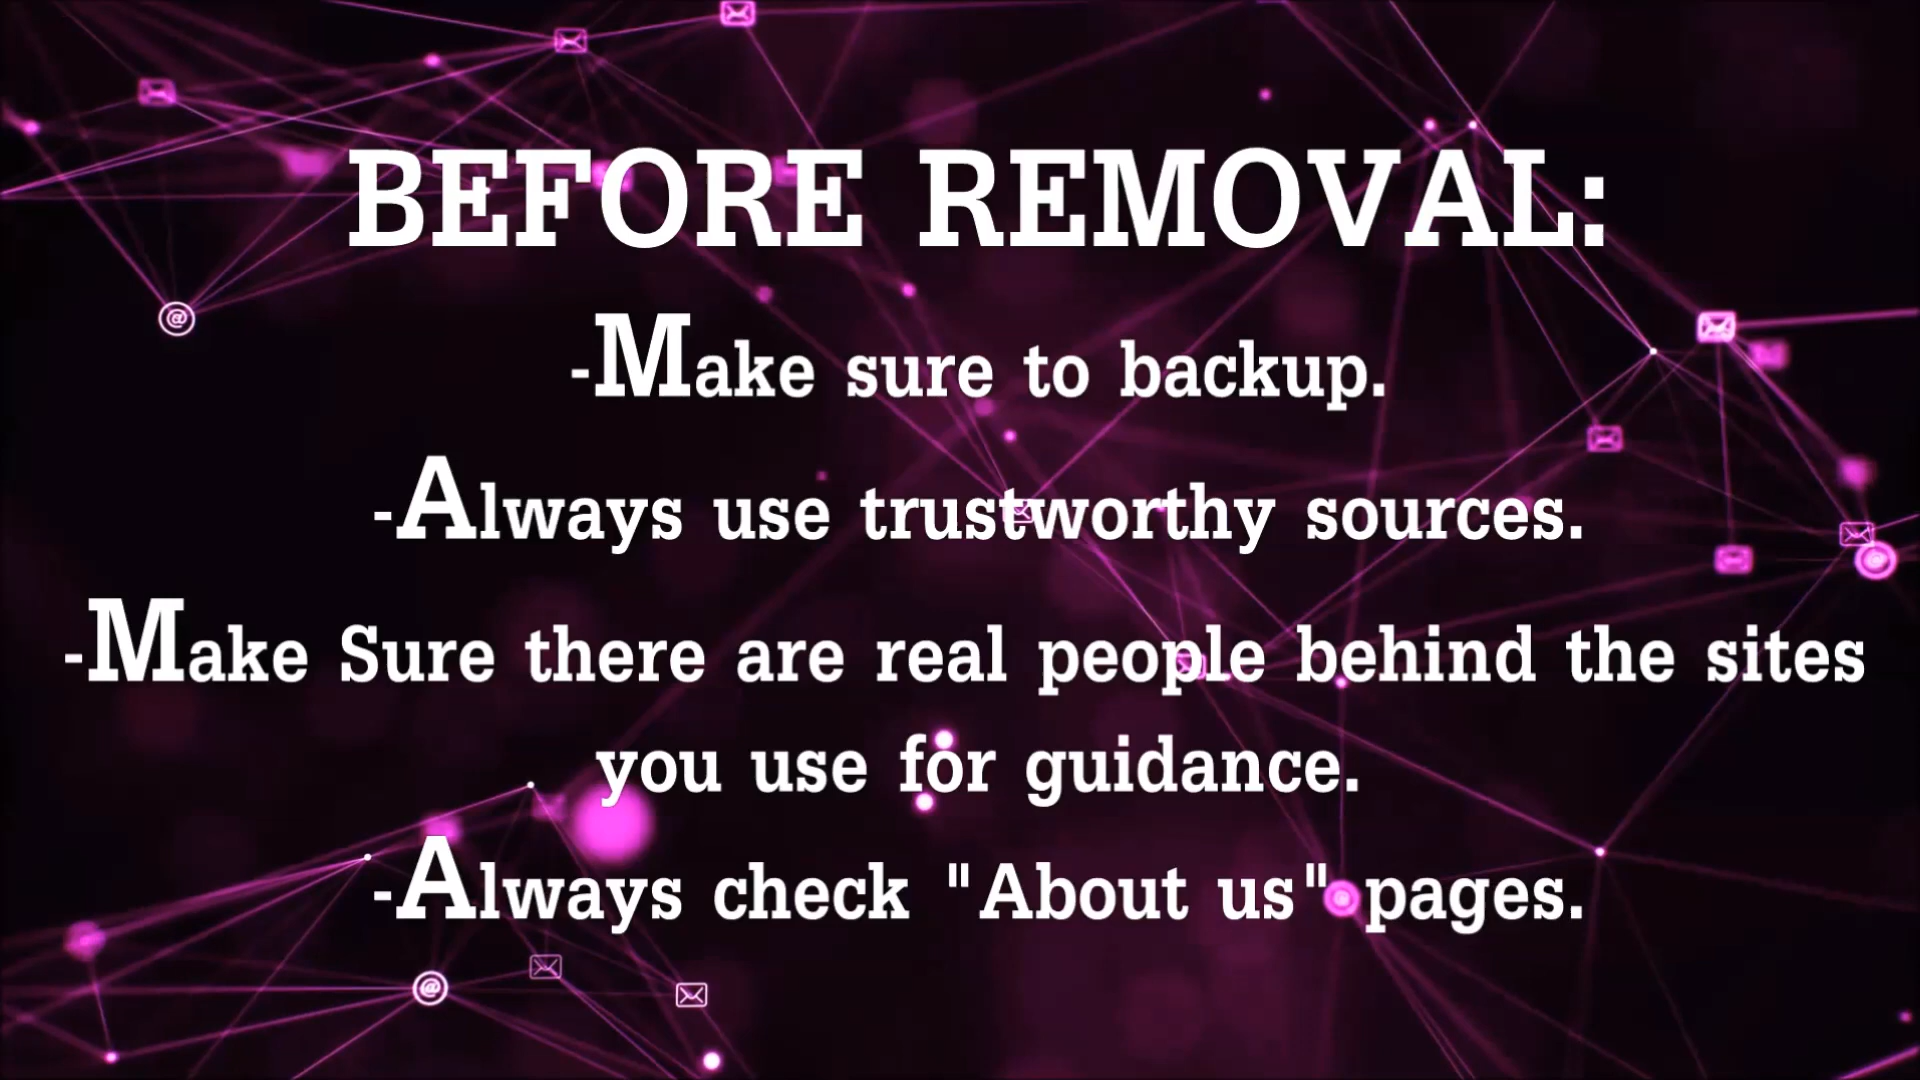 BEFORE REMOVAL:
-Make sure to backup.
-Always use trustworthy sources.
-Make Sure there are real people behind the sites
you use for guidance.
-Always check "About us" pages.